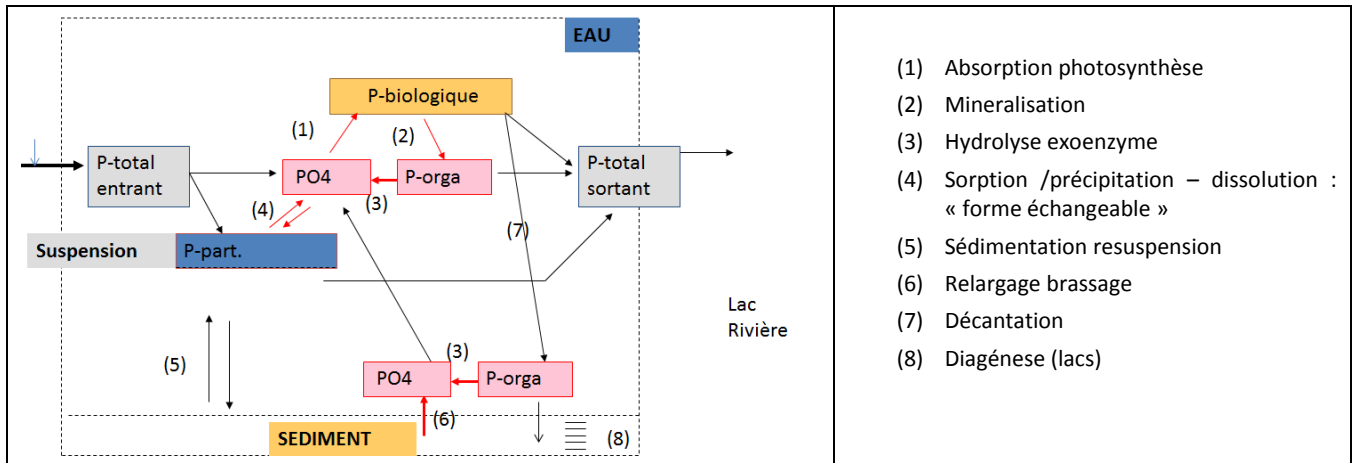 EAU
P-biologique
(1)
(2)
P-total
entrant
PO4
P-orga
P-total
sortant
(3)
(4)
(7)
Suspension
P-part.
Lac
Rivière
(5)
(3)
PO4
P-orga
(6)
SEDIMENT
(8)
(1) Absorption photosynthèse
(2) Mineralisation
(3) Hydrolyse exoenzyme
(4) Sorption /précipitation – dissolution :
« forme échangeable »
(5) Sédimentation resuspension
(6) Relargage brassage
(7) Décantation
(8) Diagénese (lacs)